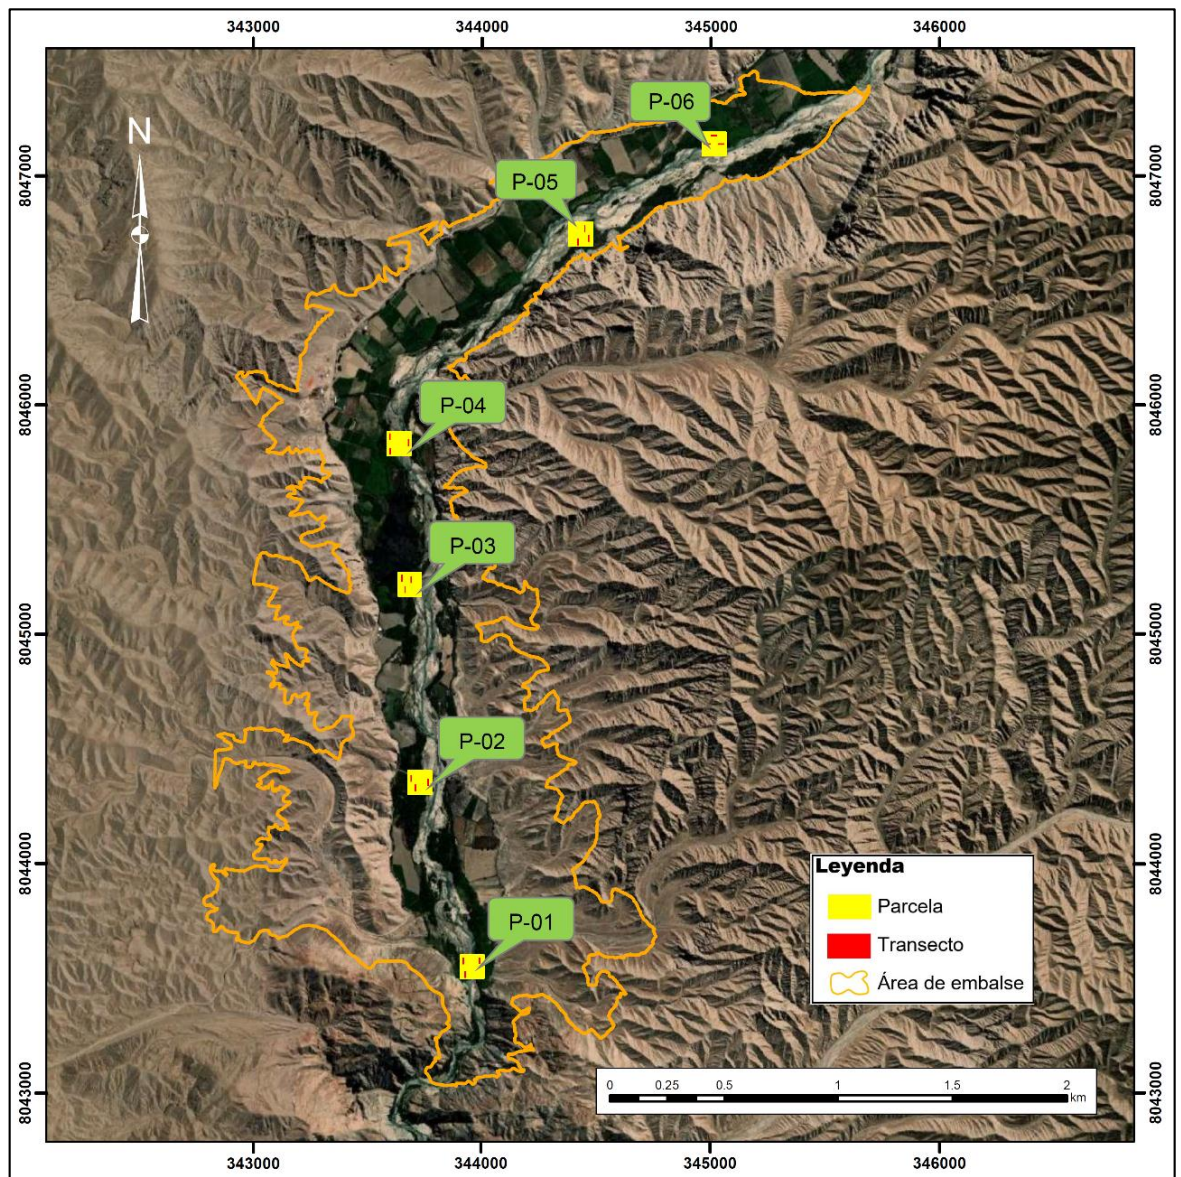 343000 344000 345000 346000
N
P-06
8047000 8047000
P-05
P-04
8046000 8046000
P-03
8045000 8045000
P-02
8044000 8044000
Leyenda
Parcela
P-01
Transecto
Área de embalse
0 0.25 0.5 1 1.5 2
km
8043000 8043000
343000 344000 345000 346000